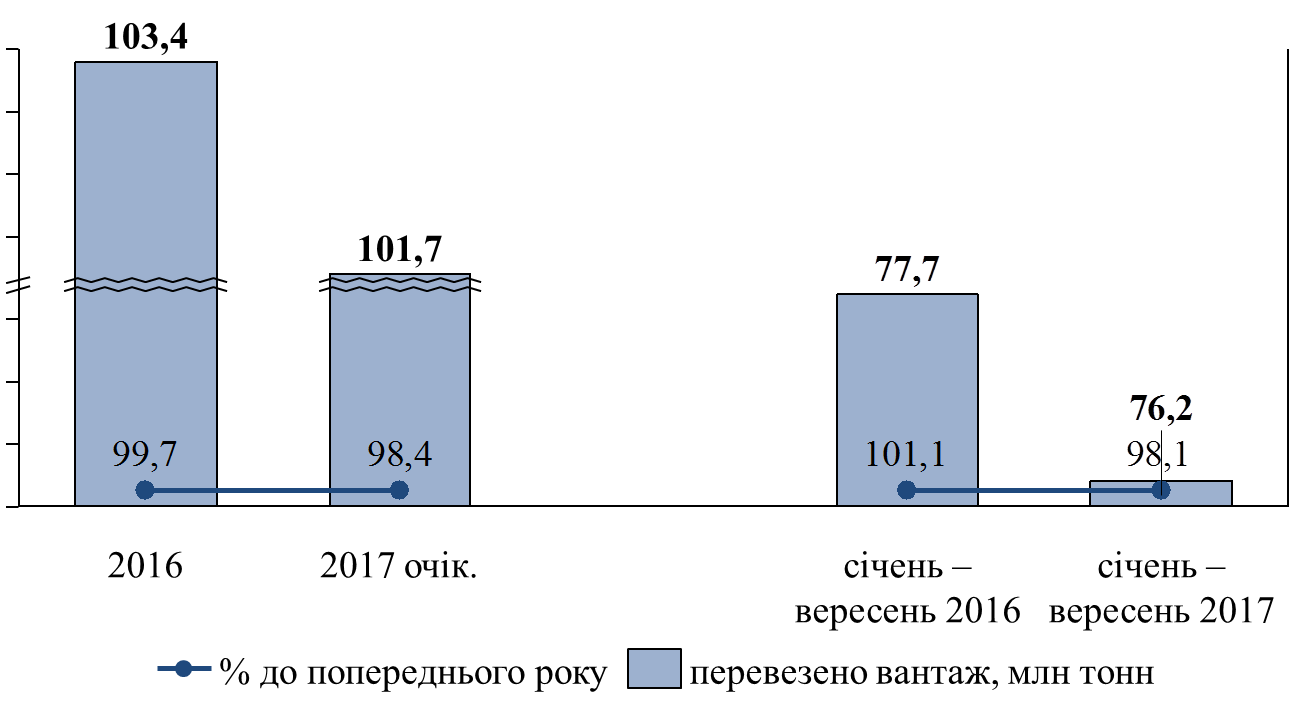 103,4
101,7
77,7
76,2
99,7
98,4
101,1
98,1
2016
2017 очік.
січень –
вересень 2016
січень –
вересень 2017
% до попереднього року
перевезено вантаж, млн тонн